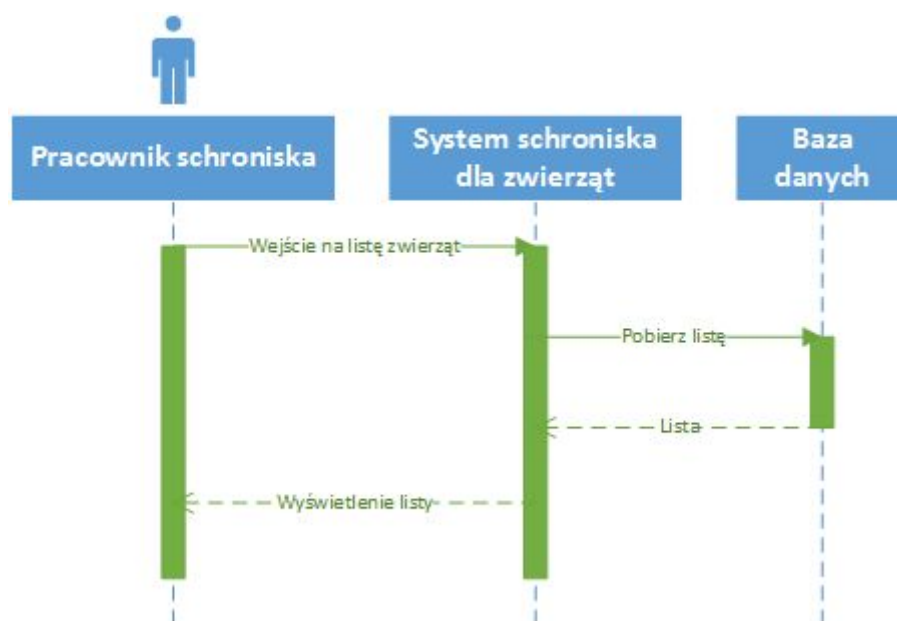 Pracownik schroniska
System schroniska
dla zwierząt
Baza
danych
Wejście na listę zwierząt
Pobierz listę
Lista
Wyświetlenie listy